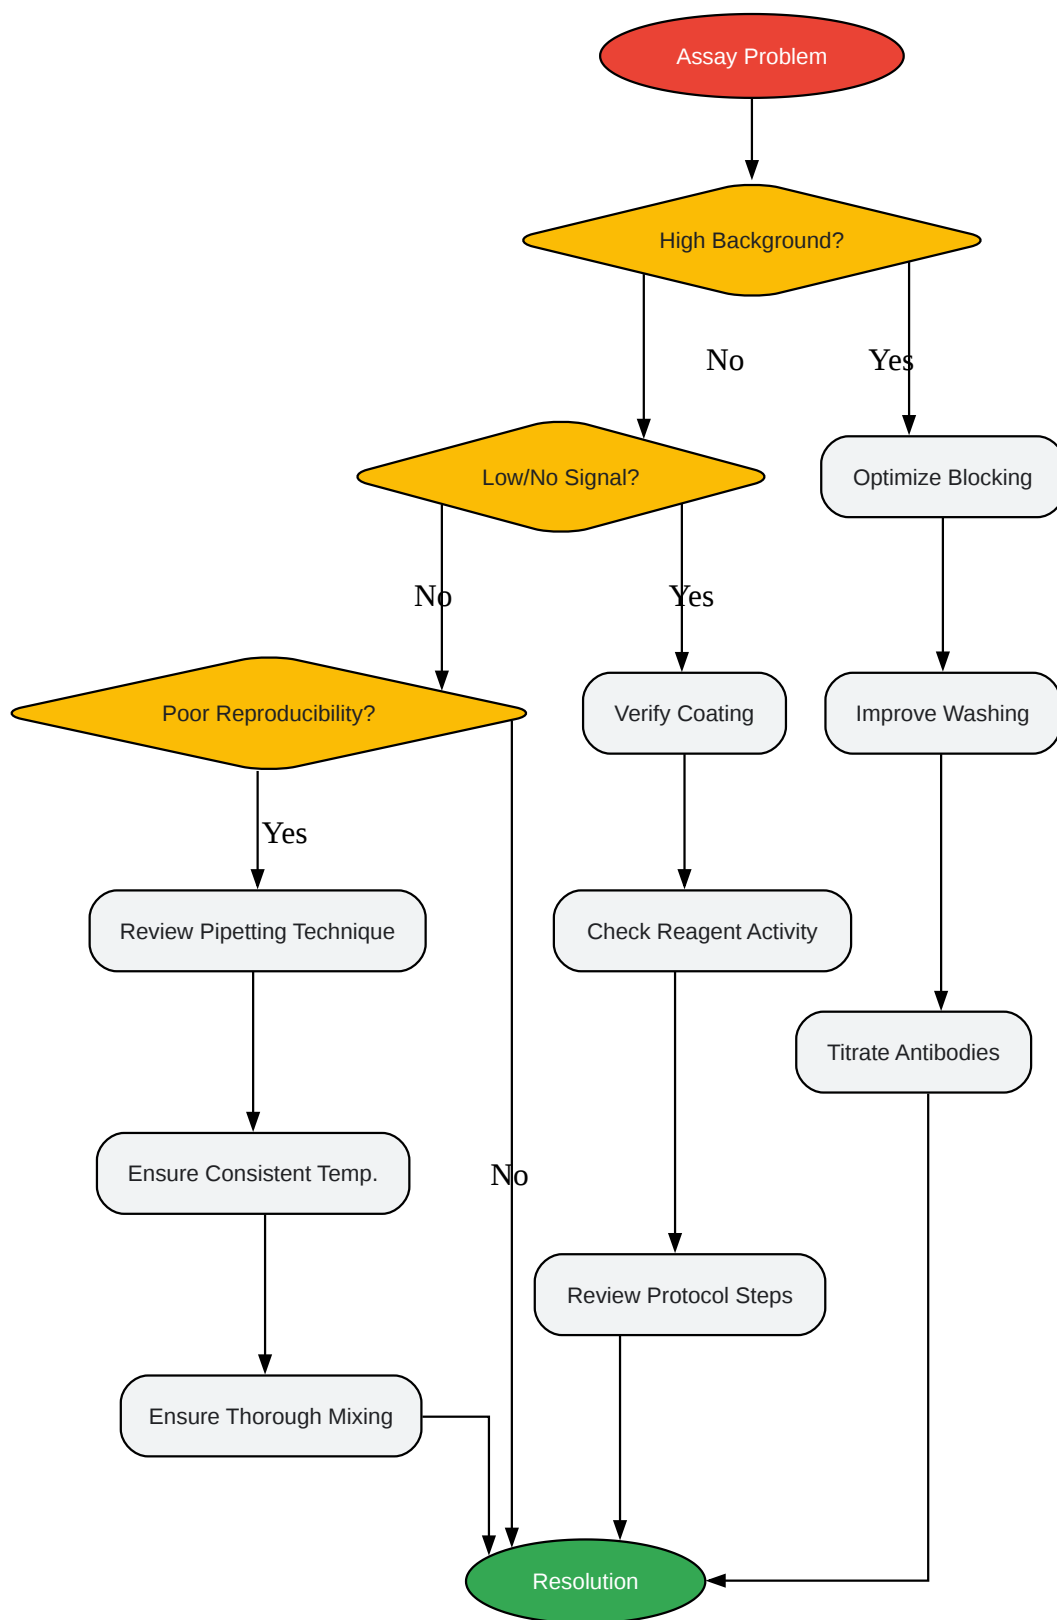 Assay Problem
High Background?
No
Yes
Low/No Signal?
Optimize Blocking
No
Yes
Poor Reproducibility?
Verify Coating
Improve Washing
Yes
Review Pipetting Technique
Check Reagent Activity
Titrate Antibodies
Ensure Consistent Temp.
No
Review Protocol Steps
Ensure Thorough Mixing
Resolution